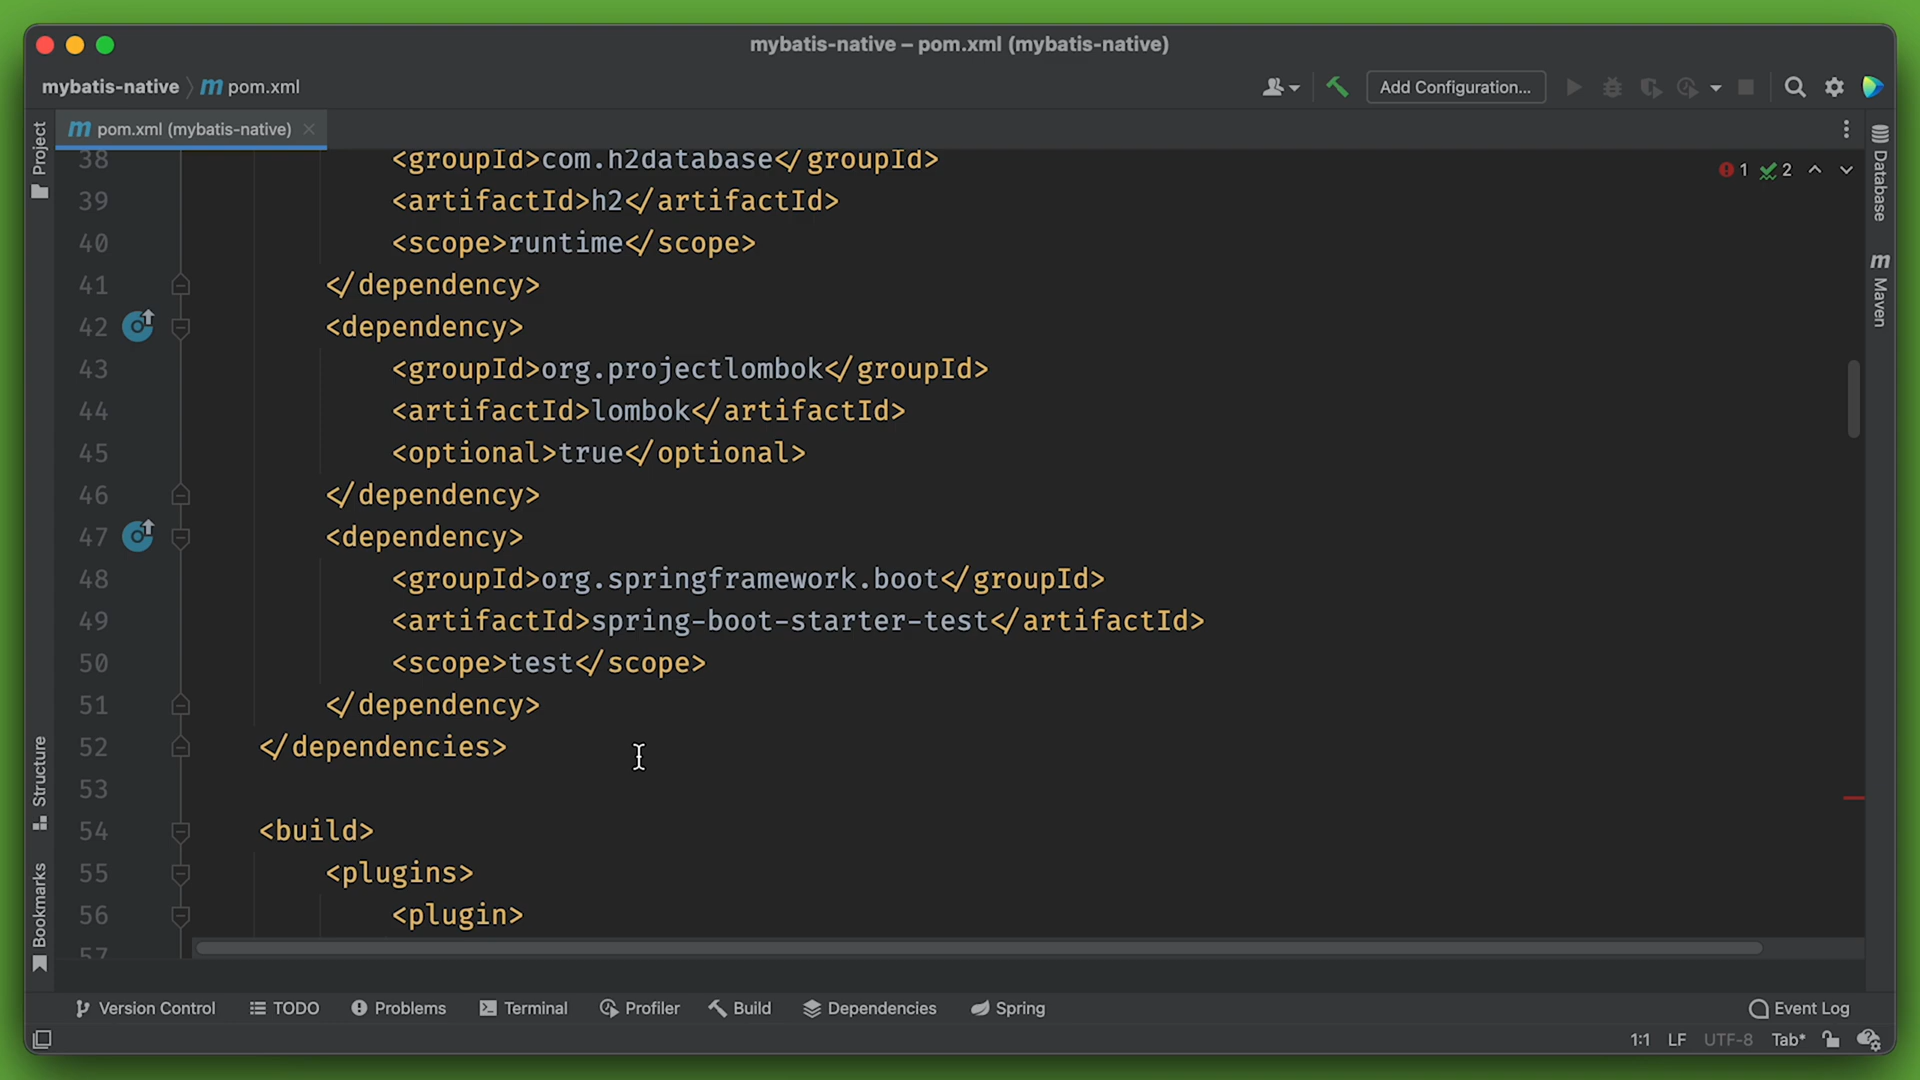 mybatis-native – pom.xml (mybatis-native)
mybatis-native
m pom.xml
Add Configuration...
m pom.xml (mybatis-native)
1 2
Project
Structure
Bookmarks
Database
m Maven
38 <groupId>com.h2database</groupId>
39 <artifactId>h2</artifactId>
40 <scope>runtime</scope>
41 </dependency>
42 <dependency>
43 <groupId>org.projectlombok</groupId>
44 <artifactId>lombok</artifactId>
45 <optional>true</optional>
46 </dependency>
47 <dependency>
48 <groupId>org.springframework.boot</groupId>
49 <artifactId>spring-boot-starter-test</artifactId>
50 <scope>test</scope>
51 </dependency>
52 </dependencies>
53
54 <build>
55 <plugins>
56 <plugin>
57
Version Control TODO Problems Terminal Profiler Build Dependencies Spring Event Log
1:1 LF UTF-8 Tab*